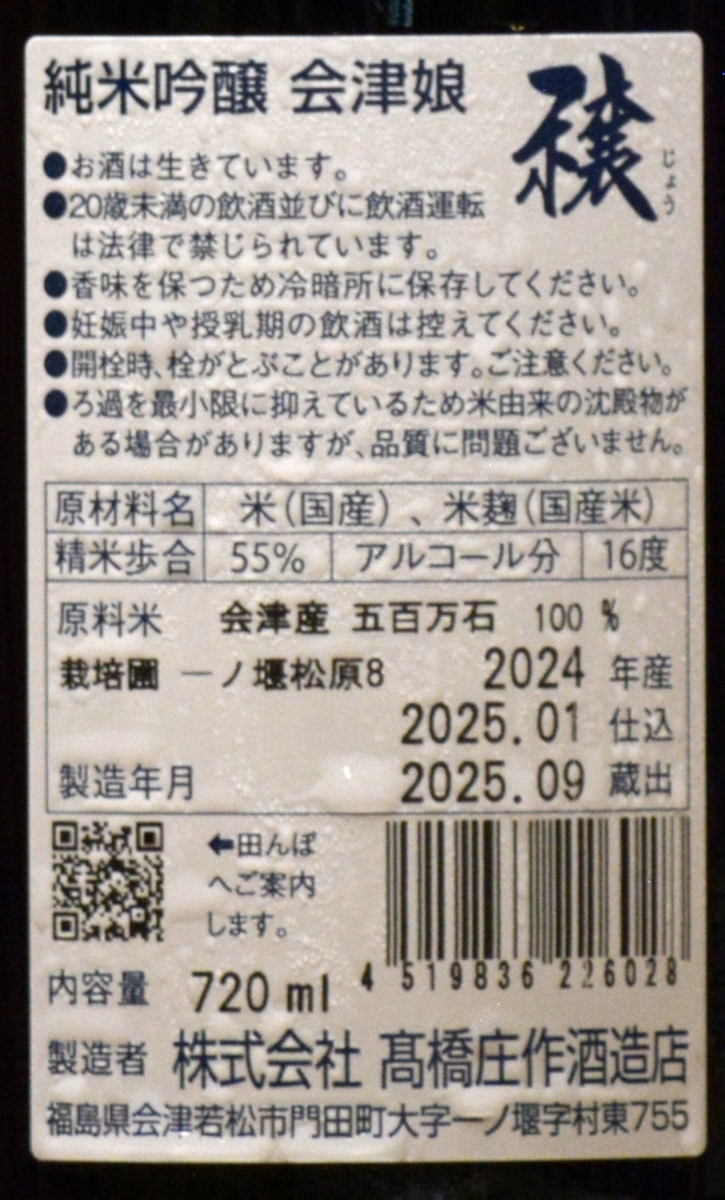 純米吟醸 会津娘
穣
じょう
●お酒は生きています。
●20歳未満の飲酒並びに飲酒運転
は法律で禁じられています。
●香味を保つため冷暗所に保存してください。
●妊娠中や授乳期の飲酒は控えてください。
●開栓時、栓がとぶことがあります。ご注意ください。
●ろ過を最小限に抑えているため米由来の沈殿物が
ある場合がありますが、品質に問題ございません。
原材料名 米(国産)、米麹(国産米)
精米歩合 55% アルコール分 16度
原料米 会津産 五百万石 100 %
栽培圃 一ノ堰松原8 2024 年産
2025.01 仕込
製造年月 2025.09 蔵出
←田んぼ
へご案内
します。
4 519836 226028
内容量 720 ml
製造者 株式会社 髙橋庄作酒造店
福島県会津若松市門田町大字一ノ堰字村東755